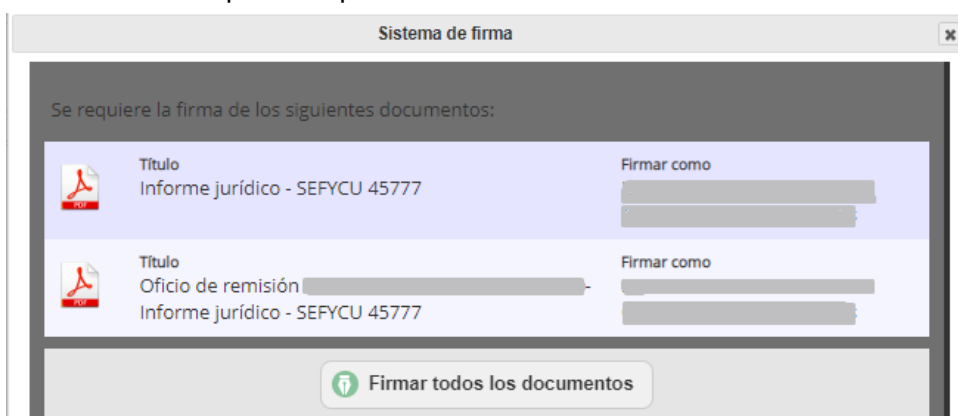 Sistema de firma
Se requiere la firma de los siguientes documentos:
Título
Firmar como
Informe jurídico - SEFYCU 45777
PDF
Título
Firmar como
Oficio de remisión -
Informe jurídico - SEFYCU 45777
PDF
Firmar todos los documentos